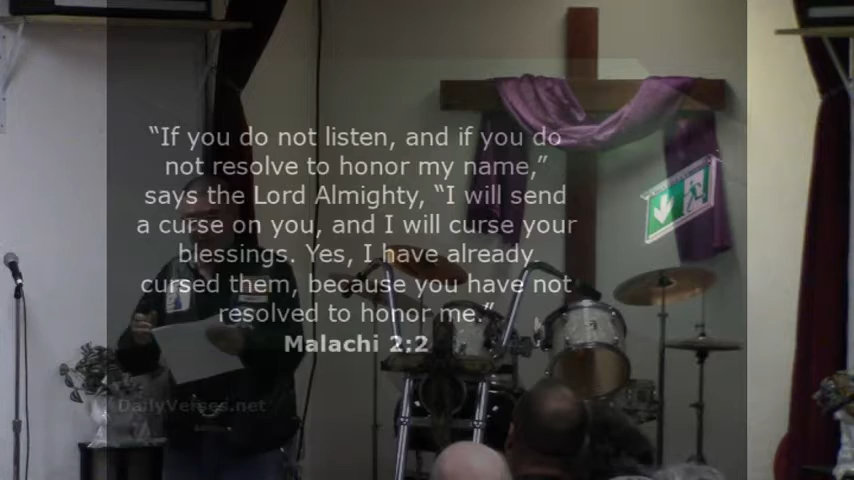 “If you do not listen, and if you do
not resolve to honor my name,”
says the Lord Almighty, “I will send
a curse on you, and I will curse your
blessings. Yes, I have already
cursed them, because you have not
resolved to honor me.”
Malachi 2;2
DailyVerses.net